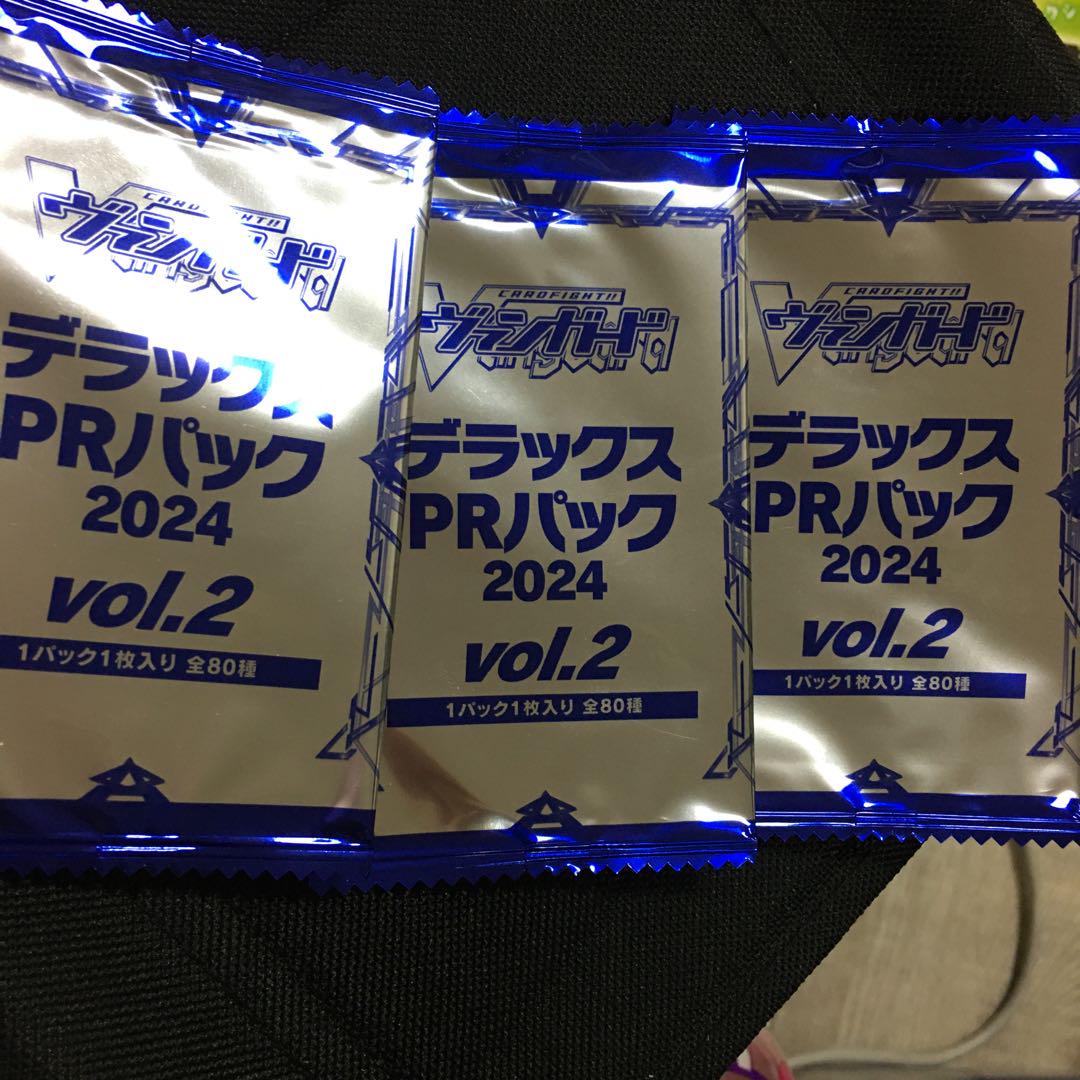 CARDFIGHT!!
ヴァンガード
Vanguard
デラックス
PRパック
2024
vol.2
1パック1枚入り 全80種
CARDFIGHT!!
ヴァンガード
Vanguard
デラックス
PRパック
2024
vol.2
1パック1枚入り 全80種
CARDFIGHT!!
ヴァンガード
Vanguard
デラックス
PRパック
2024
vol.2
1パック1枚入り 全80種